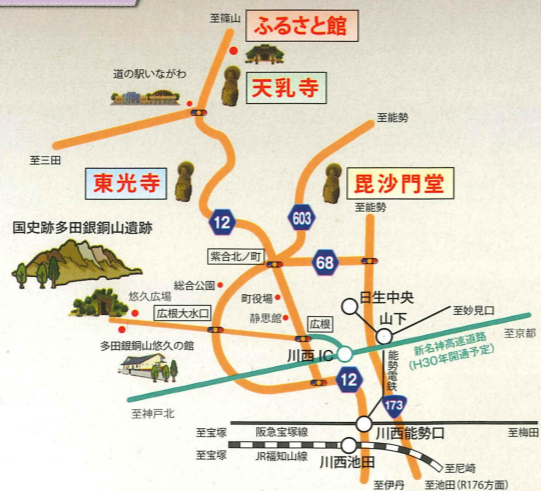 至篠山
ふるさと館
道の駅いながわ
天乳寺
至能勢
至三田
東光寺
毘沙門堂
至能勢
12
603
国史跡多田銀銅山遺跡
紫合北ノ町
68
総合公園
町役場
日生中央
悠久広場
広根大水口
静思館
広根
山下
至妙見口
多田銀銅山悠久の館
川西IC
新名神高速道路
(H30年開通予定)
至京都
能勢電鉄
12
至神戸北
173
至宝塚
阪急宝塚線
川西能勢口
至梅田
至宝塚
JR福知山線
川西池田
至尼崎
至伊丹
至池田(R176方面)